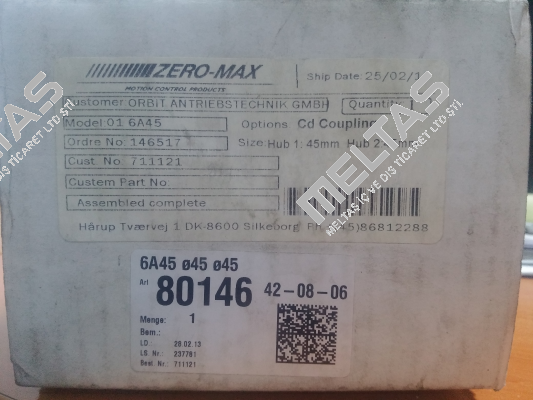 ZERO-MAX
MOTION CONTROL PRODUCTS
Ship Date: 25/02/1
Customer: ORBIT ANTRIEBSTECHNIK GMBH
Quantity
Model 01 6A45
Options: Cd Coupling
Ordre No: 146517
Size: Hub 1: 45mm Hub 2
Cust. No: 711121
Custem Part No:
Assembled complete
Hårup Tværvej 1 DK-8600 Silkeborg Ph. 86812288
6A45 ø45 ø45
Art 80146 42-08-06
Menge: 1
Bem.:
LD : 28.02.13
LS. Nr.: 237781
Best. Nr.: 711121
MELTAS
MELTAS İÇ VE DIŞ TİCARET LTD ŞTİ.